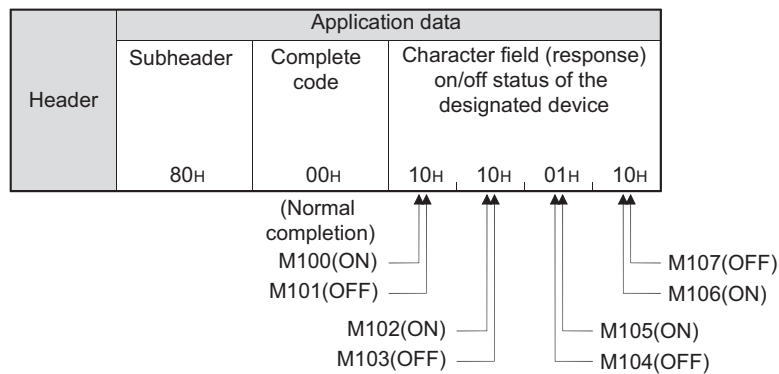 Application data
Header
Subheader
Complete
code
Character field (response)
on/off status of the
designated device
80H
00H
10H
10H
01H
10H
(Normal
completion)
M100(ON)
M101(OFF)
M102(ON)
M103(OFF)
M107(OFF)
M106(ON)
M105(ON)
M104(OFF)